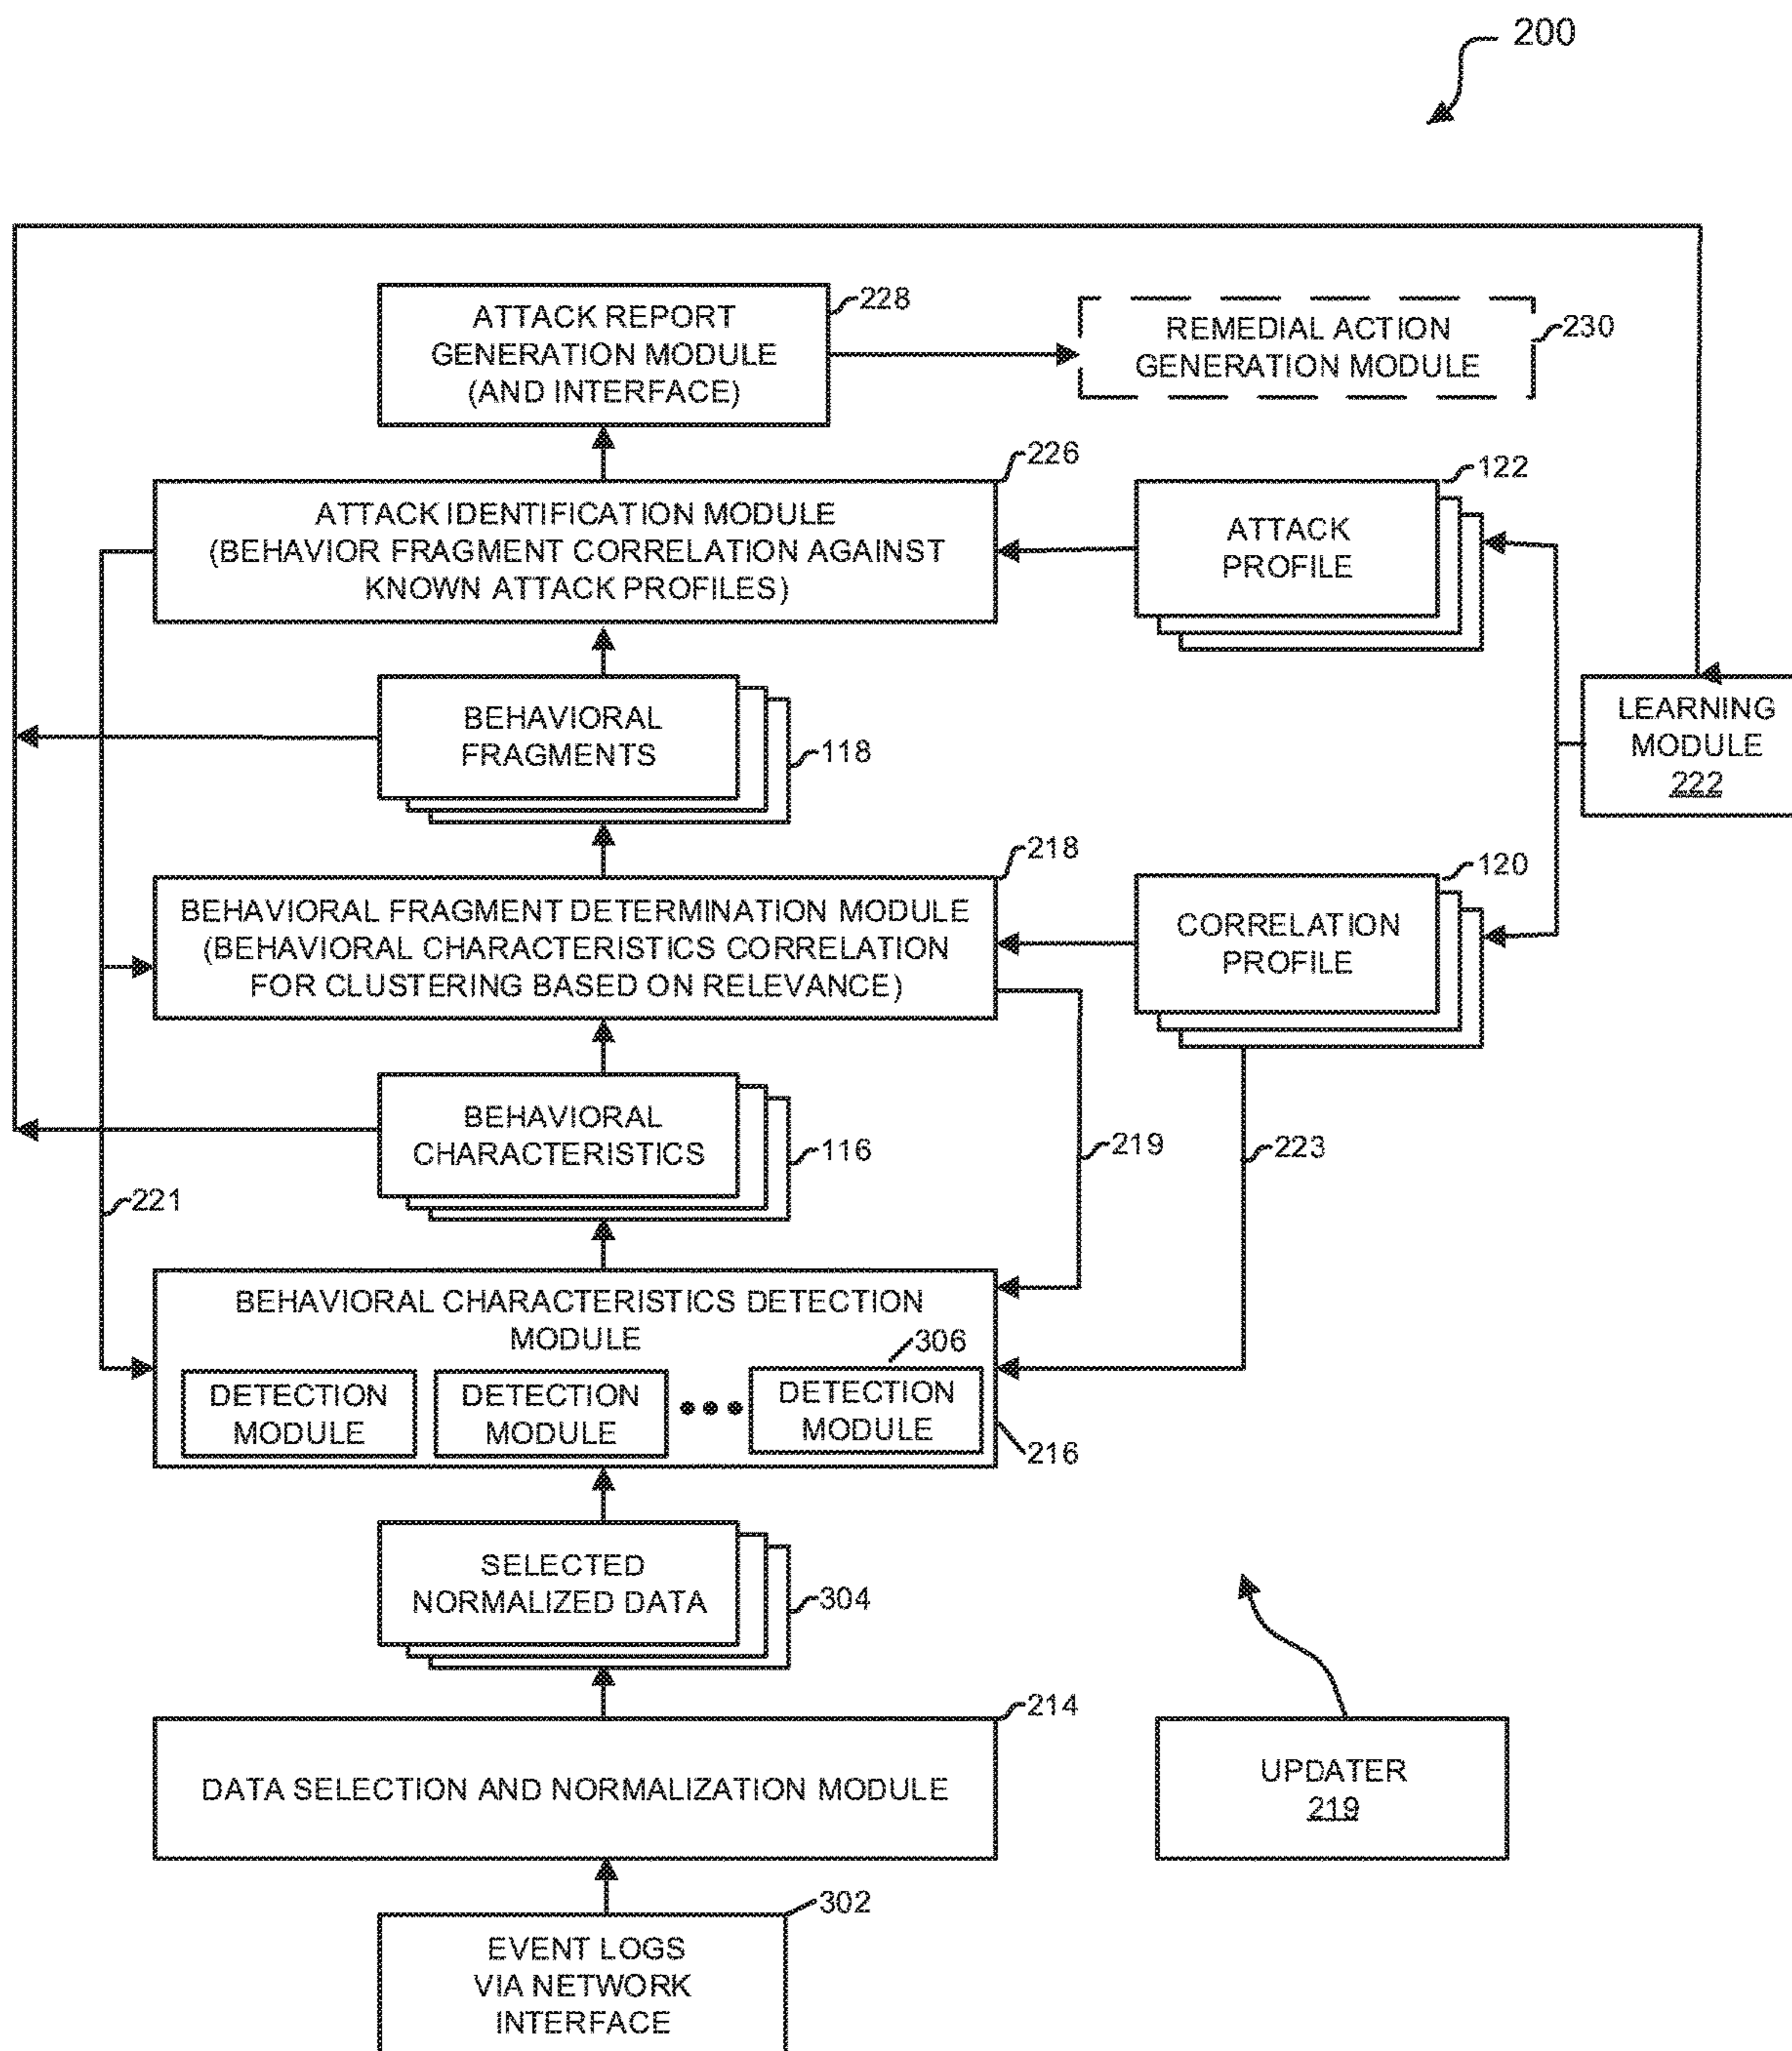 200
ATTACK REPORT
GENERATION MODULE
(AND INTERFACE)
228
REMEDIAL ACTION
GENERATION MODULE
230
226
ATTACK IDENTIFICATION MODULE
(BEHAVIOR FRAGMENT CORRELATION AGAINST
KNOWN ATTACK PROFILES)
122
ATTACK
PROFILE
BEHAVIORAL
FRAGMENTS
118
LEARNING
MODULE
222
218
BEHAVIORAL FRAGMENT DETERMINATION MODULE
(BEHAVIORAL CHARACTERISTICS CORRELATION
FOR CLUSTERING BASED ON RELEVANCE)
120
CORRELATION
PROFILE
BEHAVIORAL
CHARACTERISTICS
116
219
223
221
BEHAVIORAL CHARACTERISTICS DETECTION
MODULE
306
DETECTION
MODULE
DETECTION
MODULE
•••
DETECTION
MODULE
216
SELECTED
NORMALIZED DATA
304
214
DATA SELECTION AND NORMALIZATION MODULE
UPDATER
219
302
EVENT LOGS
VIA NETWORK
INTERFACE